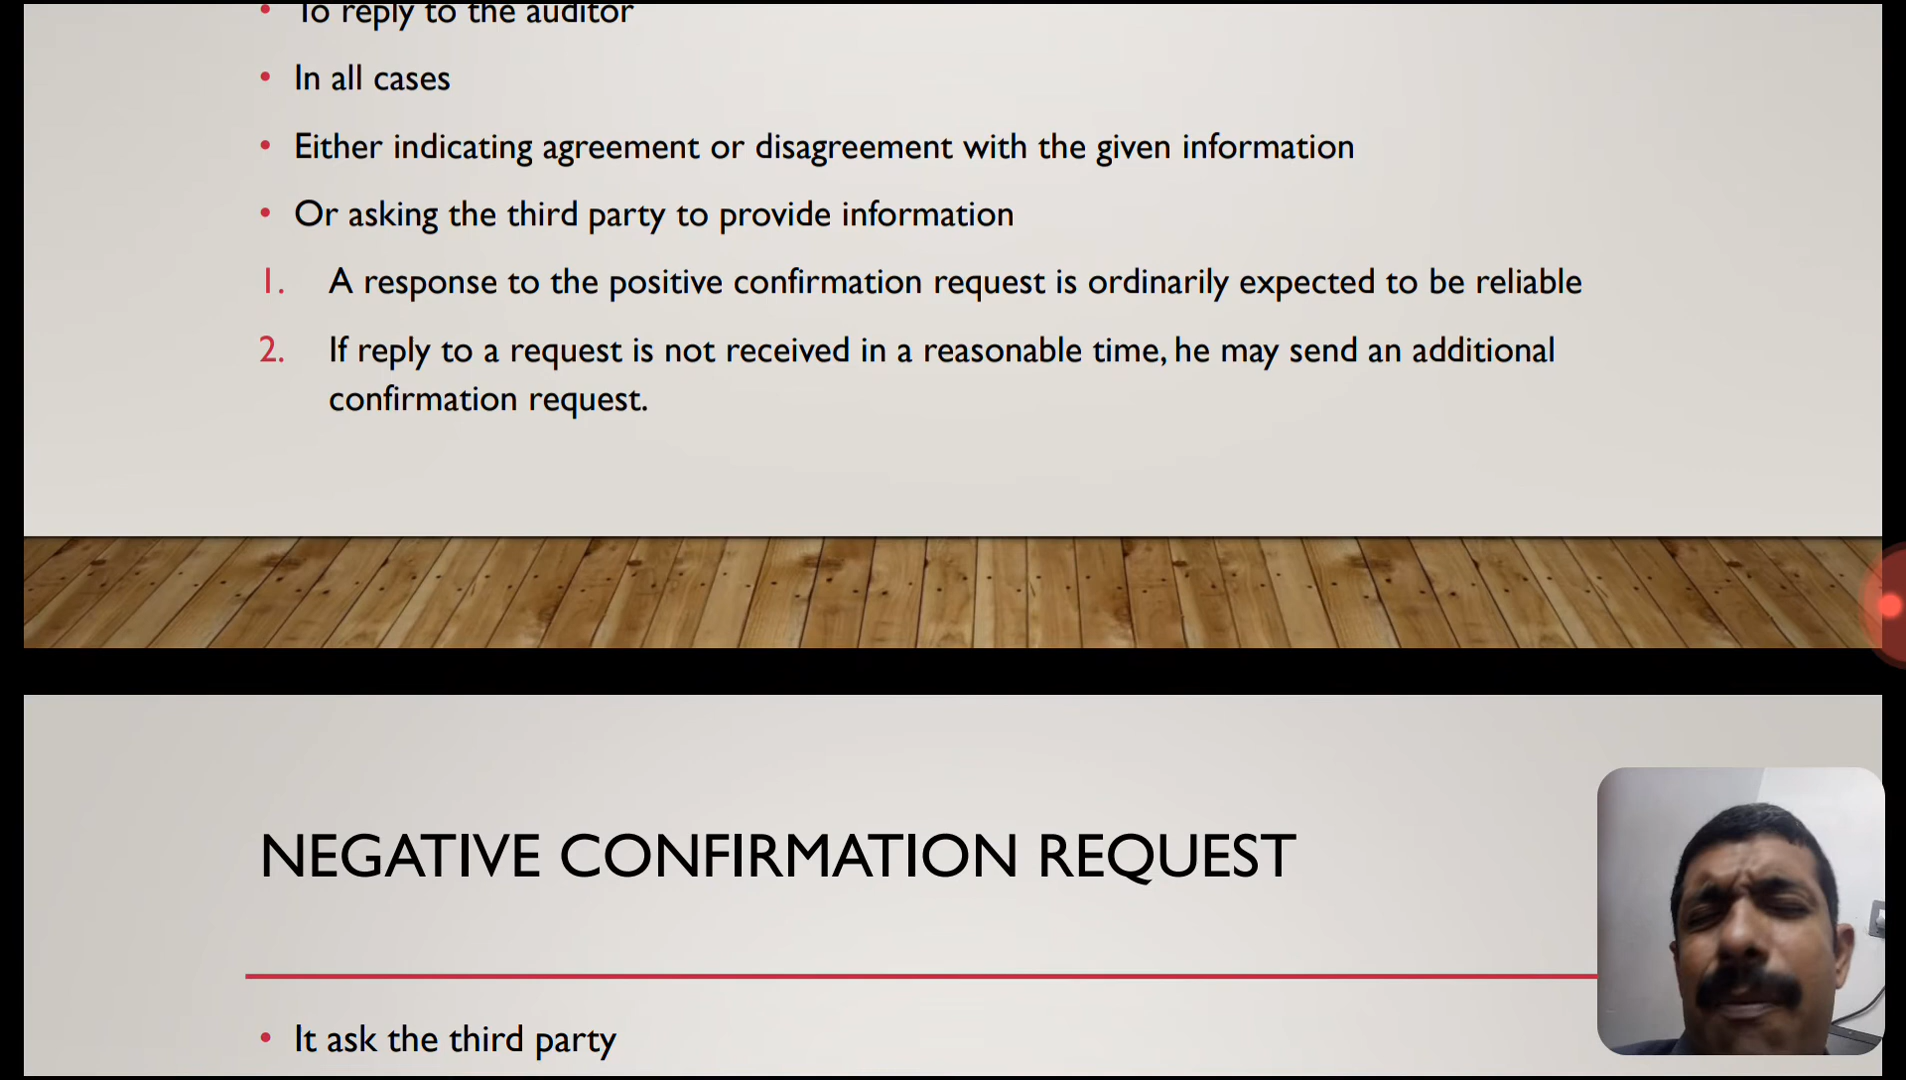 To reply to the auditor
In all cases
Either indicating agreement or disagreement with the given information
Or asking the third party to provide information
1. A response to the positive confirmation request is ordinarily expected to be reliable
2. If reply to a request is not received in a reasonable time, he may send an additional
confirmation request.
NEGATIVE CONFIRMATION REQUEST
It ask the third party